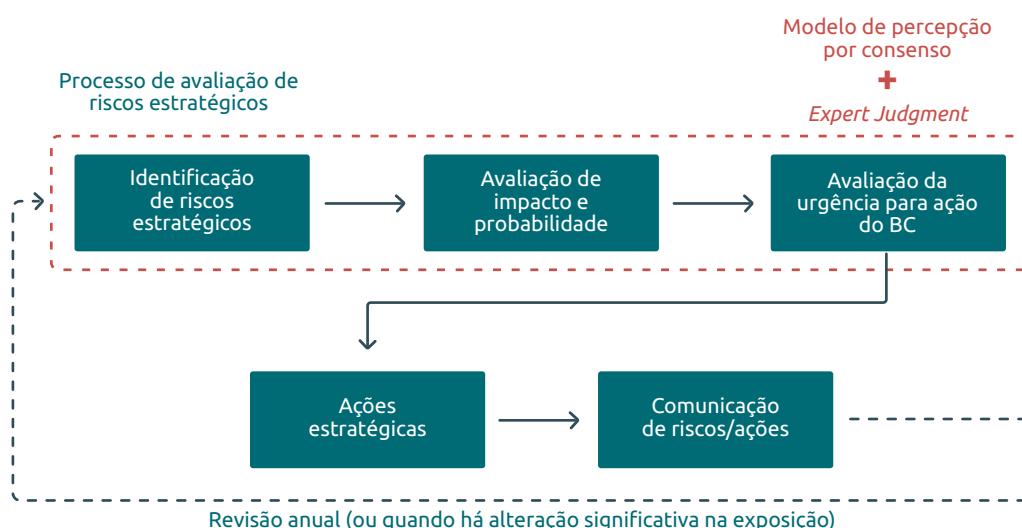 Modelo de percepção
por consenso
+
Expert Judgment
Processo de avaliação de
riscos estratégicos
Identificação
de riscos
estratégicos
Avaliação de
impacto e
probabilidade
Avaliação da
urgência para ação
do BC
Ações
estratégicas
Comunicação
de riscos/ações
Revisão anual (ou quando há alteração significativa na exposição)